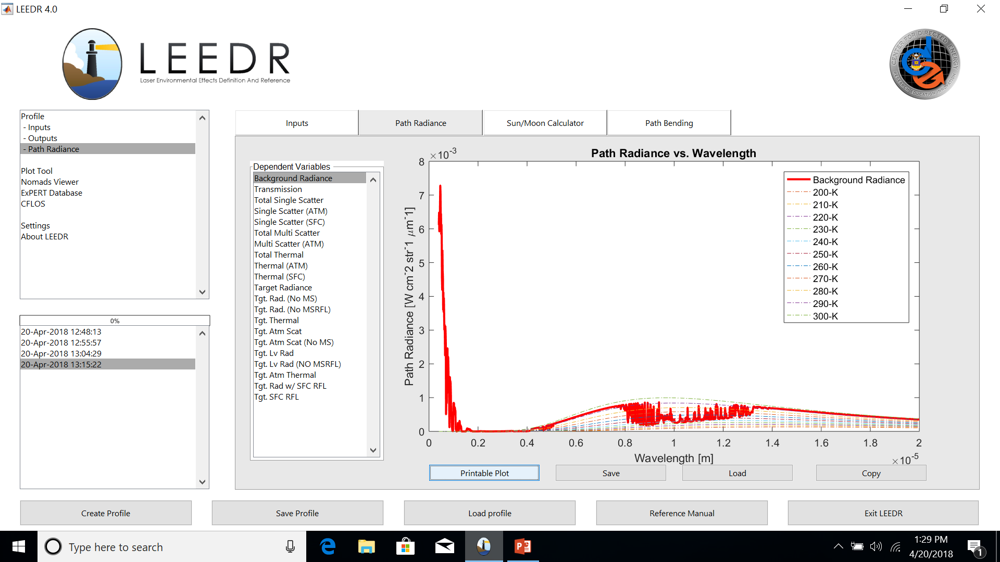 LEEDR 4.0
LEEDR
Laser Environmental Effects Definition And Reference
CENTER FOR DIRECTED ENERGY
RESEARCH EDUCATION INNOVATION
Profile
- Inputs
- Outputs
- Path Radiance
Plot Tool
Nomads Viewer
ExPERT Database
CFLOS
Settings
About LEEDR
0%
20-Apr-2018 12:48:13
20-Apr-2018 12:55:57
20-Apr-2018 13:04:29
20-Apr-2018 13:15:22
Inputs
Path Radiance
Sun/Moon Calculator
Path Bending
Dependent Variables
Background Radiance
Transmission
Total Single Scatter
Single Scatter (ATM)
Single Scatter (SFC)
Total Multi Scatter
Multi Scatter (ATM)
Total Thermal
Thermal (ATM)
Thermal (SFC)
Target Radiance
Tgt. Rad. (No MS)
Tgt. Rad. (No MSRFL)
Tgt. Thermal
Tgt. Atm Scat
Tgt. Atm Scat (No MS)
Tgt. Lv Rad
Tgt. Lv Rad (NO MSRFL)
Tgt. Atm Thermal
Tgt. Rad w/ SFC RFL
Tgt. SFC RFL
Path Radiance vs. Wavelength
×10⁻³
8
7
6
5
4
3
2
1
0
Path Radiance [W cm⁻2 str⁻1 μm⁻1]
0 0.2 0.4 0.6 0.8 1 1.2 1.4 1.6 1.8 2
Wavelength [m]
×10⁻⁵
Background Radiance
200-K
210-K
220-K
230-K
240-K
250-K
260-K
270-K
280-K
290-K
300-K
Printable Plot
Save
Load
Copy
Create Profile
Save Profile
Load profile
Reference Manual
Exit LEEDR
Type here to search
1:29 PM
4/20/2018
1